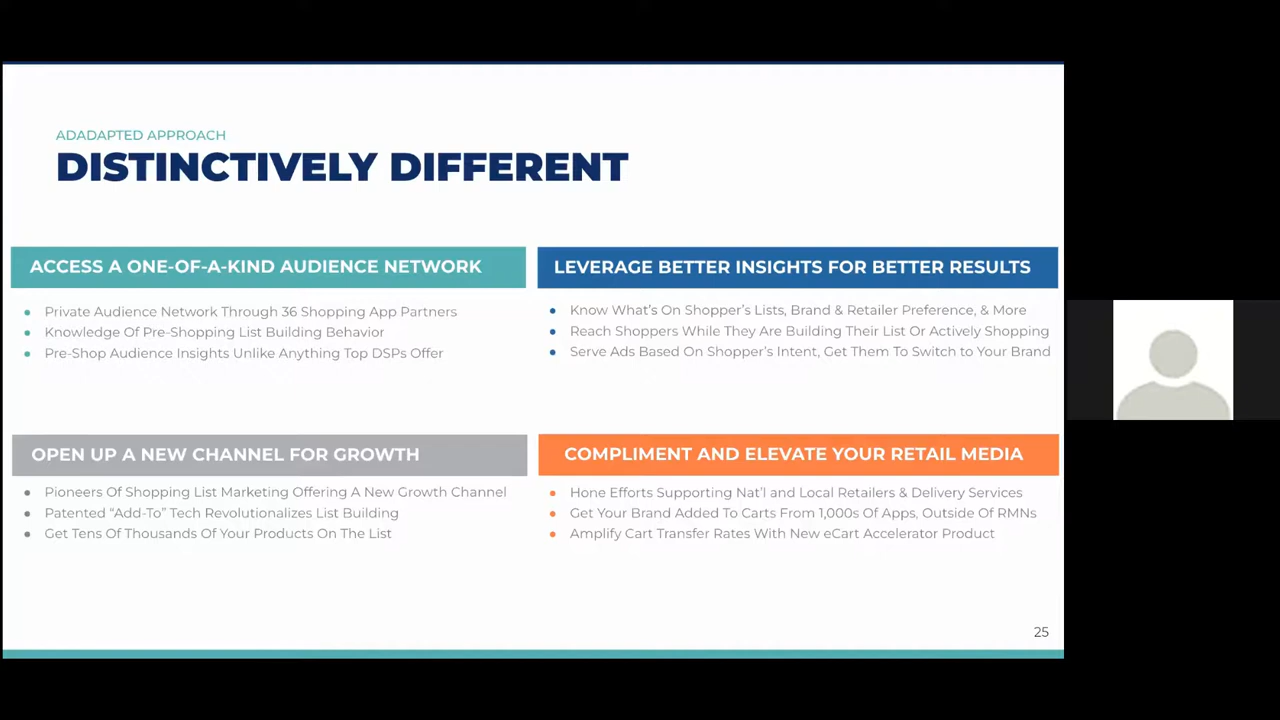 ADADAPTED APPROACH
DISTINCTIVELY DIFFERENT
ACCESS A ONE-OF-A-KIND AUDIENCE NETWORK
• Private Audience Network Through 36 Shopping App Partners
• Knowledge Of Pre-Shopping List Building Behavior
• Pre-Shop Audience Insights Unlike Anything Top DSPs Offer
LEVERAGE BETTER INSIGHTS FOR BETTER RESULTS
• Know What's On Shopper's Lists, Brand & Retailer Preference, & More
• Reach Shoppers While They Are Building Their List Or Actively Shopping
• Serve Ads Based On Shopper's Intent, Get Them To Switch to Your Brand
OPEN UP A NEW CHANNEL FOR GROWTH
• Pioneers Of Shopping List Marketing Offering A New Growth Channel
• Patented “Add-To” Tech Revolutionalizes List Building
• Get Tens Of Thousands Of Your Products On The List
COMPLIMENT AND ELEVATE YOUR RETAIL MEDIA
• Hone Efforts Supporting Nat'l and Local Retailers & Delivery Services
• Get Your Brand Added To Carts From 1,000s Of Apps, Outside Of RMNs
• Amplify Cart Transfer Rates With New eCart Accelerator Product
25